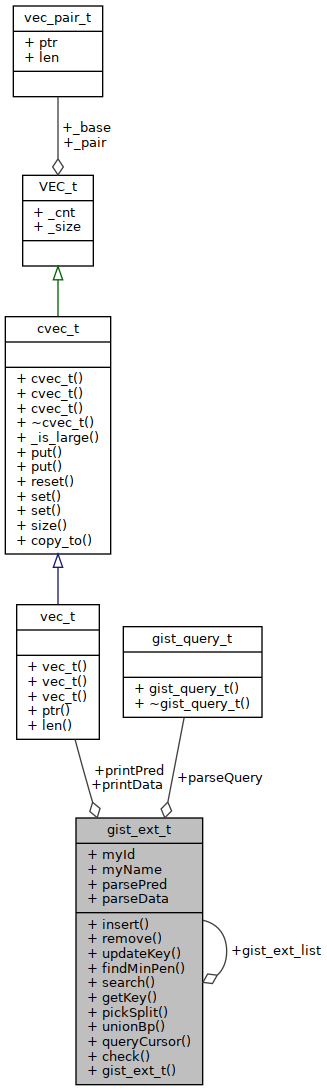 vec_pair_t
+ ptr
+ len
+_base
+_pair
VEC_t
+ _cnt
+ _size
cvec_t
+ cvec_t()
+ cvec_t()
+ cvec_t()
+ ~cvec_t()
+ _is_large()
+ put()
+ put()
+ reset()
+ set()
+ set()
+ size()
+ copy_to()
vec_t
+ vec_t()
+ vec_t()
+ vec_t()
+ ptr()
+ len()
gist_query_t
+ gist_query_t()
+ ~gist_query_t()
+printPred
+printData
+parseQuery
gist_ext_t
+ myId
+ myName
+ parsePred
+ parseData
+ insert()
+ remove()
+ updateKey()
+ findMinPen()
+ search()
+ getKey()
+ pickSplit()
+ unionBp()
+ queryCursor()
+ check()
+ gist_ext_t()
+gist_ext_list